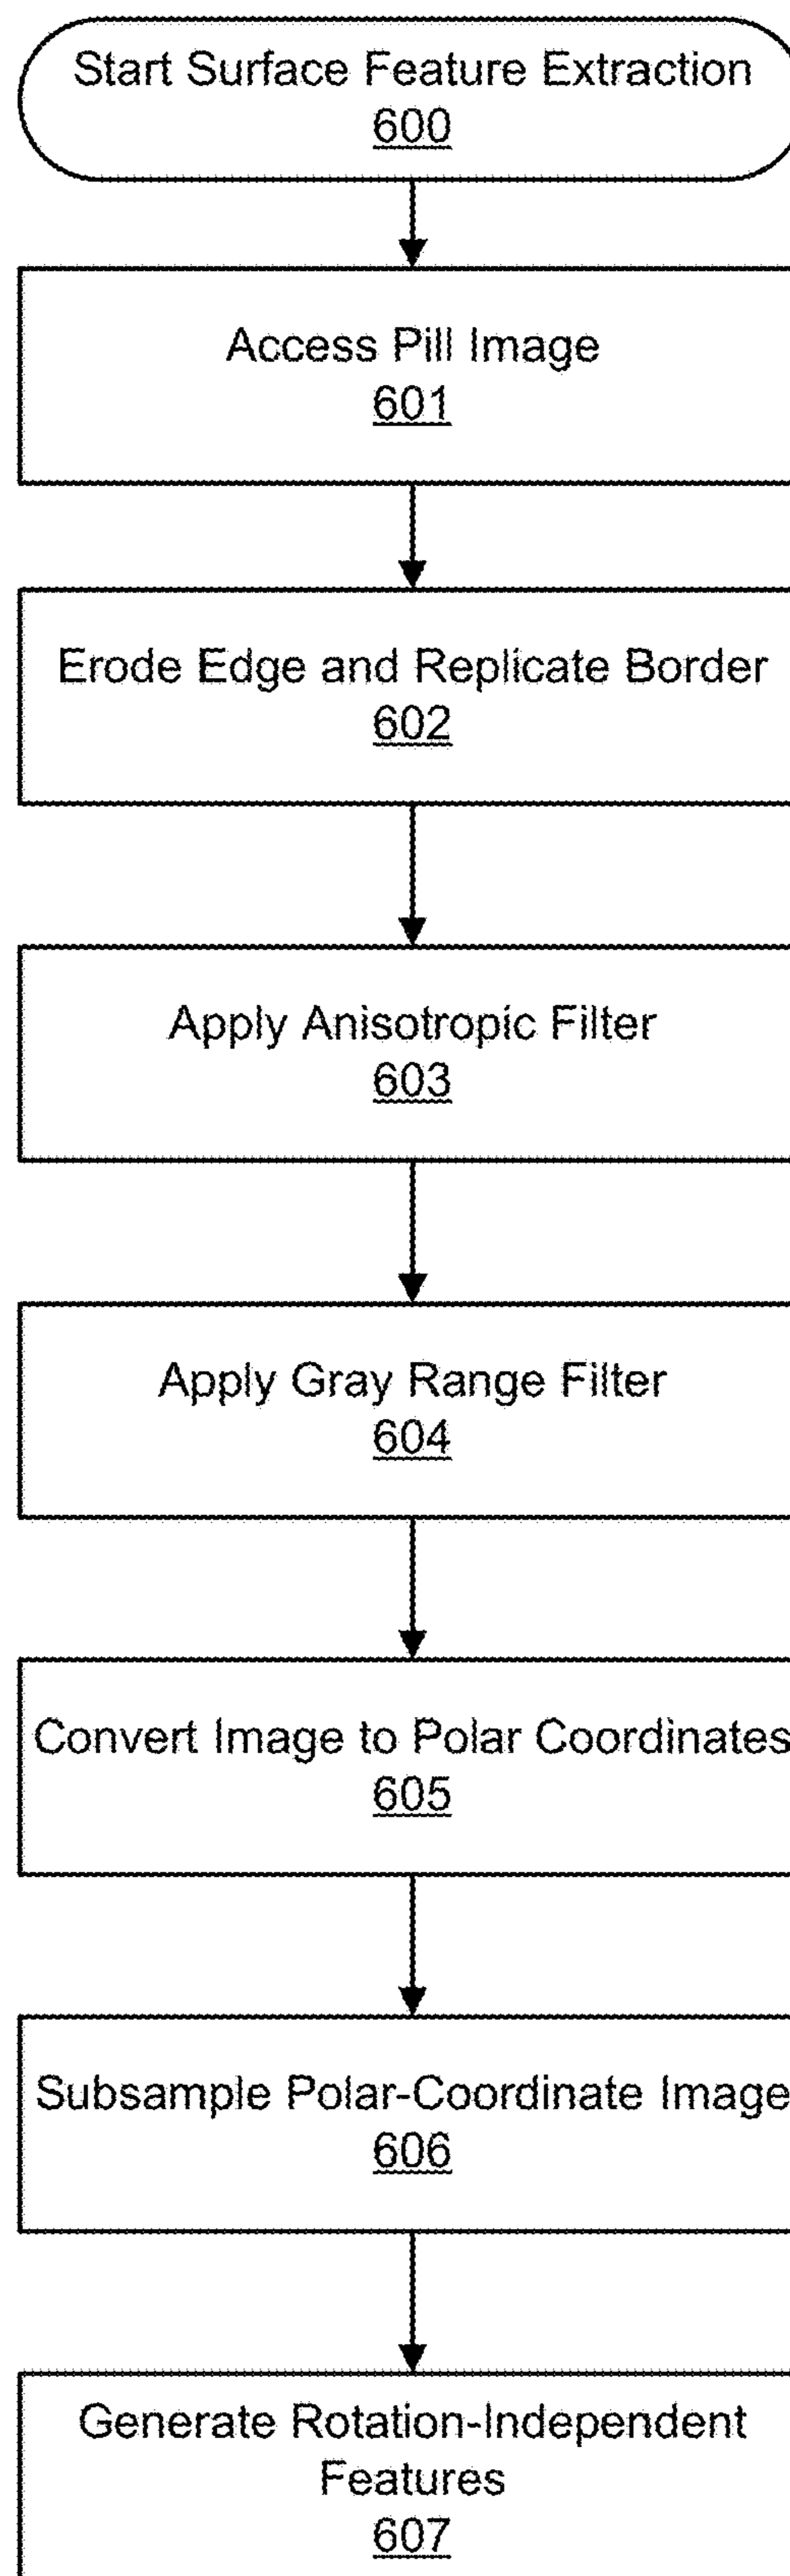 Start Surface Feature Extraction
600
Access Pill Image
601
Erode Edge and Replicate Border
602
Apply Anisotropic Filter
603
Apply Gray Range Filter
604
Convert Image to Polar Coordinates
605
Subsample Polar-Coordinate Image
606
Generate Rotation-Independent
Features
607